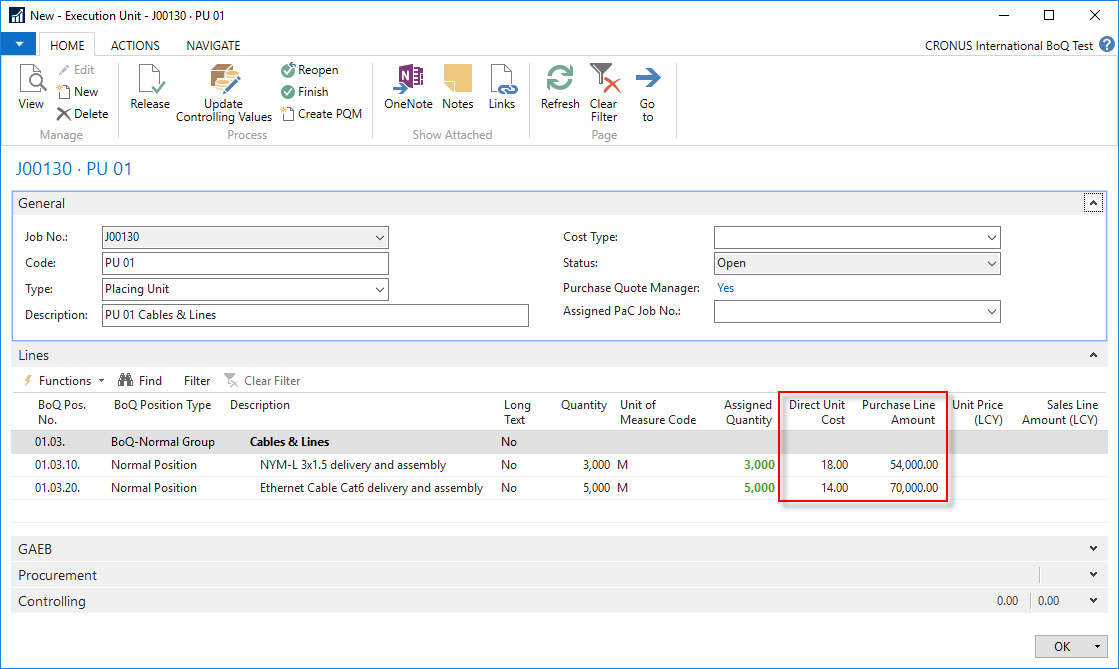 New - Execution Unit - J00130 · PU 01
HOME ACTIONS NAVIGATE CRONUS International BoQ Test ?
View
Edit
New
Delete
Manage
Release
Update
Controlling Values
Reopen
Finish
Create PQM
Process
OneNote
Notes
Links
Show Attached
Refresh
Clear
Filter
Go
to
Page
J00130 · PU 01
General
Job No.: J00130
Code: PU 01
Type: Placing Unit
Description: PU 01 Cables & Lines
Cost Type:
Status: Open
Purchase Quote Manager: Yes
Assigned PaC Job No.:
Lines
Functions Find Filter Clear Filter
BoQ Pos. No. BoQ Position Type Description Long Text Quantity Unit of Measure Code Assigned Quantity Direct Unit Cost Purchase Line Amount Unit Price (LCY) Sales Line Amount (LCY)
01.03. BoQ-Normal Group Cables & Lines No
01.03.10. Normal Position NYM-L 3x1.5 delivery and assembly No 3,000 M 3,000 18.00 54,000.00
01.03.20. Normal Position Ethernet Cable Cat6 delivery and assembly No 5,000 M 5,000 14.00 70,000.00
GAEB
Procurement
Controlling 0.00 0.00
OK